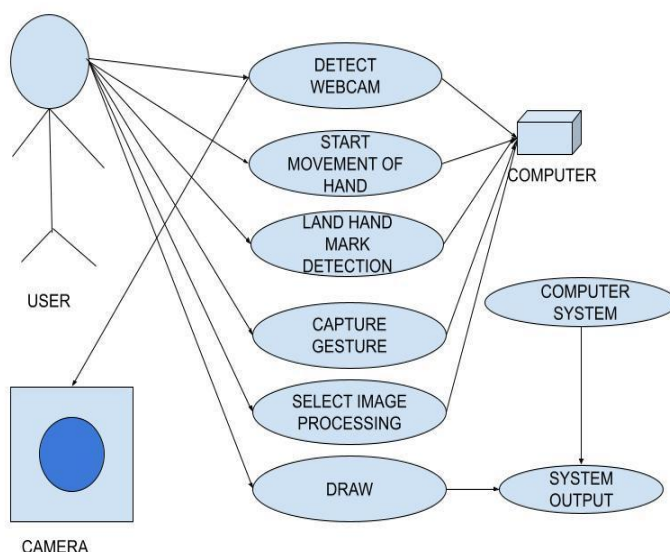 DETECT
WEBCAM
START
MOVEMENT OF
HAND
COMPUTER
LAND HAND
MARK
DETECTION
USER
COMPUTER
SYSTEM
CAPTURE
GESTURE
SELECT IMAGE
PROCESSING
DRAW
SYSTEM
OUTPUT
CAMERA